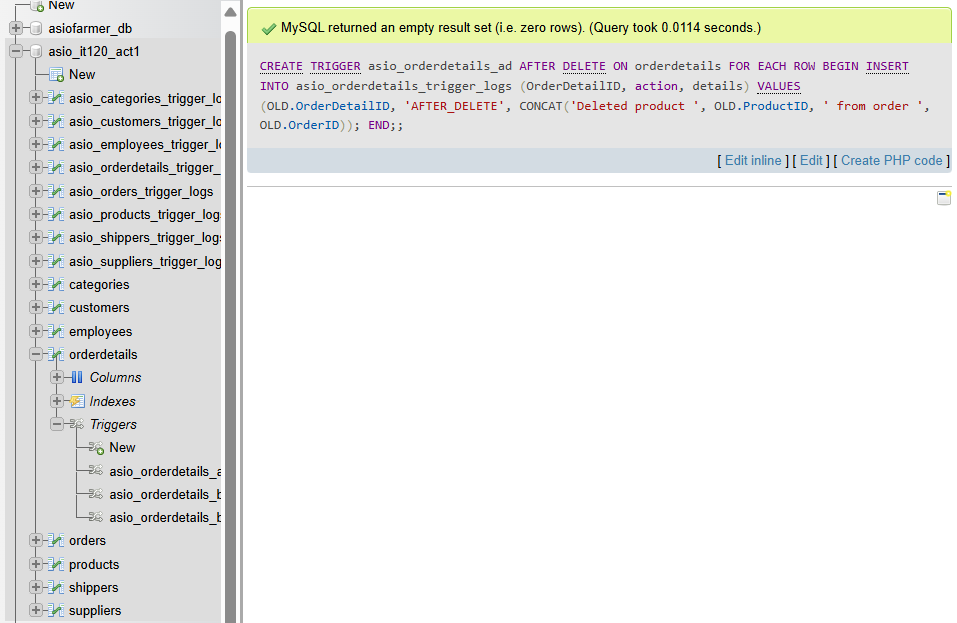 New
asiofarmer_db
asio_it120_act1
New
asio_categories_trigger_lo
asio_customers_trigger_lo
asio_employees_trigger_l
asio_orderdetails_trigger_
asio_orders_trigger_logs
asio_products_trigger_log
asio_shippers_trigger_logs
asio_suppliers_trigger_log
categories
customers
employees
orderdetails
Columns
Indexes
Triggers
New
asio_orderdetails_a
asio_orderdetails_b
asio_orderdetails_b
orders
products
shippers
suppliers
MySQL returned an empty result set (i.e. zero rows). (Query took 0.0114 seconds.)
CREATE TRIGGER asio_orderdetails_ad AFTER DELETE ON orderdetails FOR EACH ROW BEGIN INSERT
INTO asio_orderdetails_trigger_logs (OrderDetailID, action, details) VALUES
(OLD.OrderDetailID, 'AFTER_DELETE', CONCAT('Deleted product ', OLD.ProductID, ' from order ',
OLD.OrderID)); END;;
[ Edit inline ] [ Edit ] [ Create PHP code ]